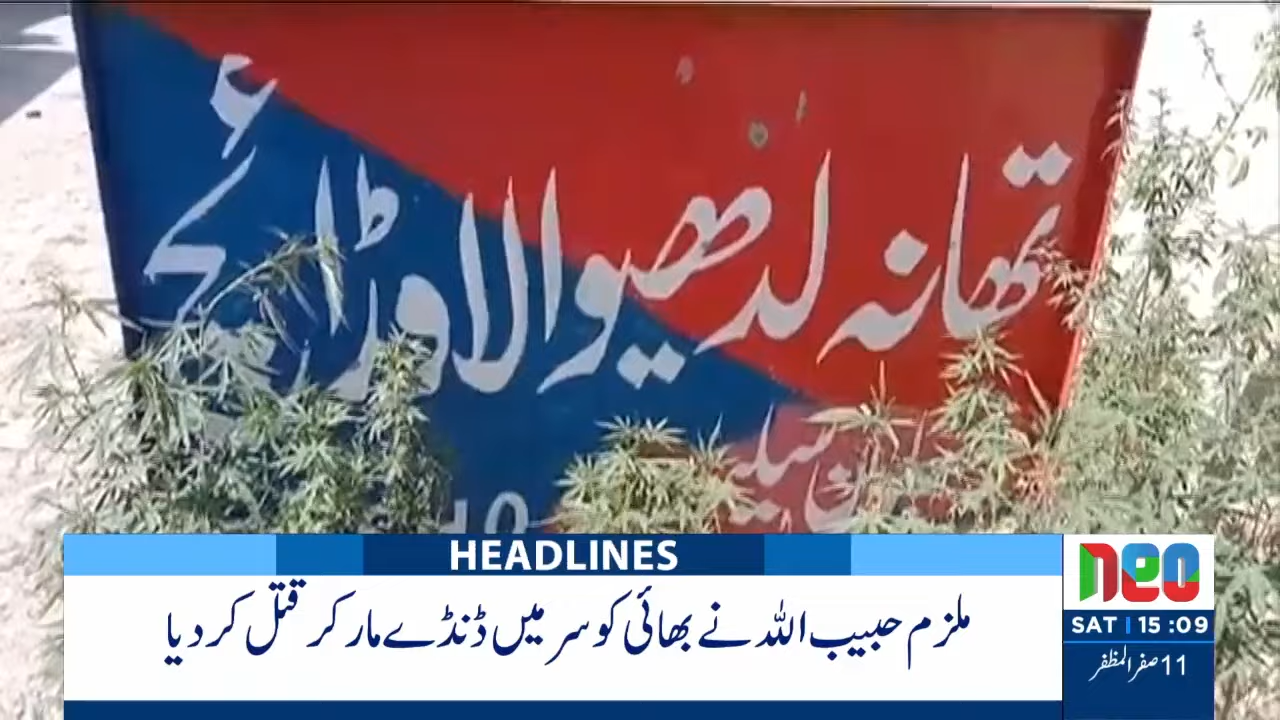 تھانہ لدھیوالا وڑائچ
HEADLINES
ملزم حبیب اللہ نے بھائی کو سر میں ڈنڈے مار کر قتل کر دیا
neo
SAT | 15 : 09
11 صفر المظفر